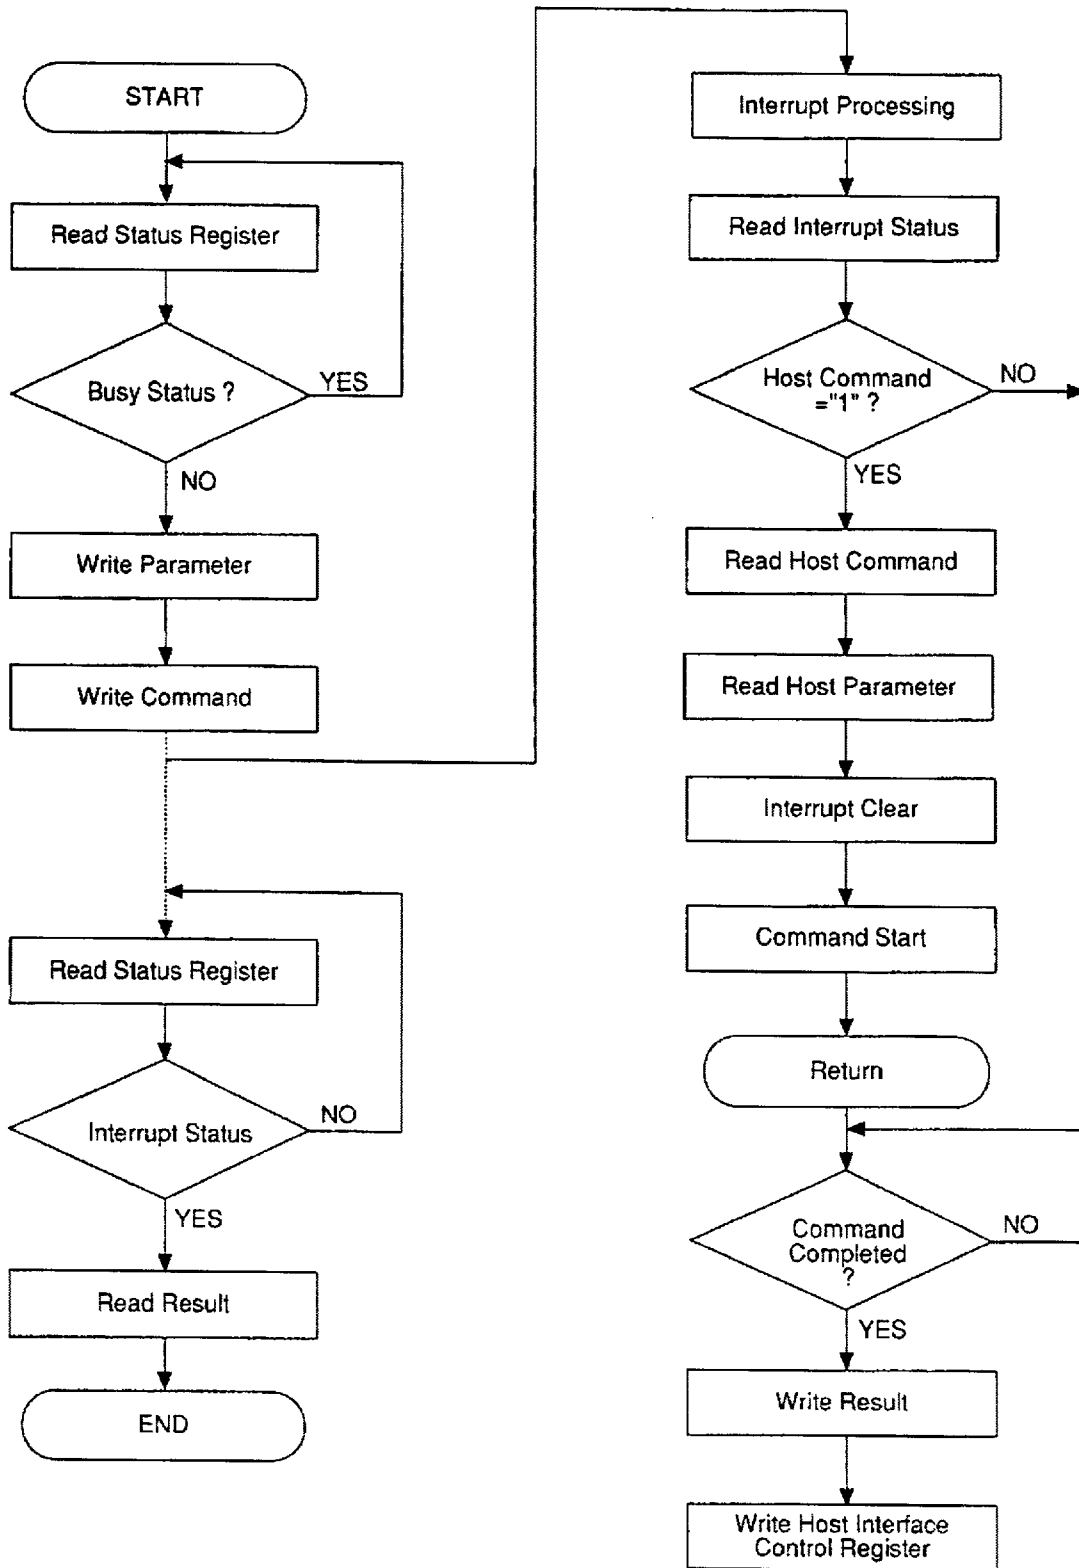 START
Read Status Register
Busy Status ?
YES
NO
Write Parameter
Write Command
Read Status Register
Interrupt Status
NO
YES
Read Result
END
Interrupt Processing
Read Interrupt Status
Host Command
="1" ?
NO
YES
Read Host Command
Read Host Parameter
Interrupt Clear
Command Start
Return
Command
Completed
?
NO
YES
Write Result
Write Host Interface
Control Register